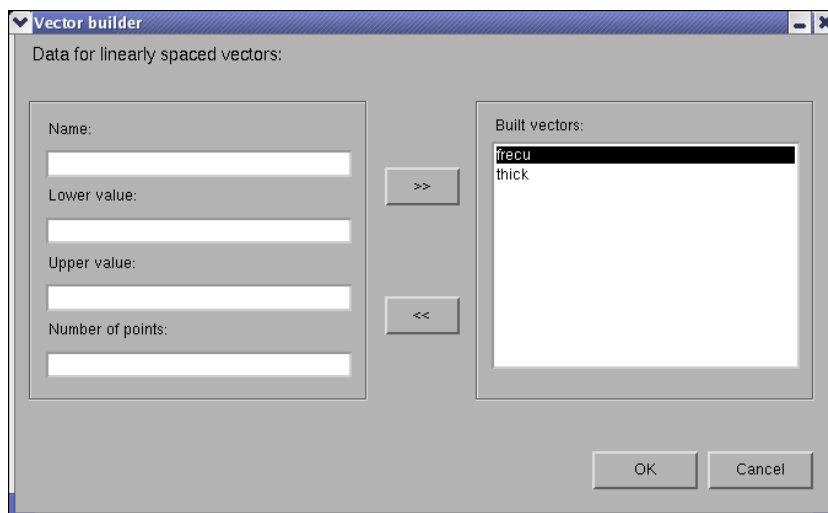 Vector builder
Data for linearly spaced vectors:
Name:
Lower value:
Upper value:
Number of points:
>>
<<
Built vectors:
frecu
thick
OK
Cancel